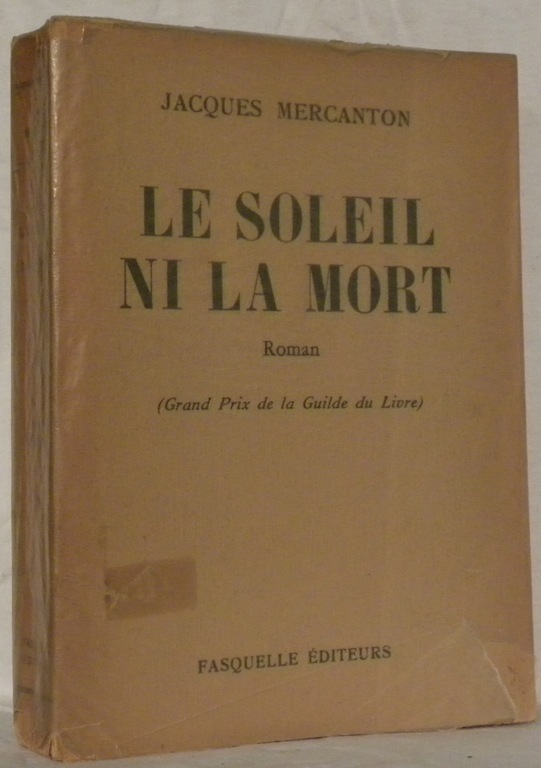 JACQUES MERCANTON
LE SOLEIL
NI LA MORT
Roman
(Grand Prix de la Guilde du Livre)
FASQUELLE ÉDITEURS